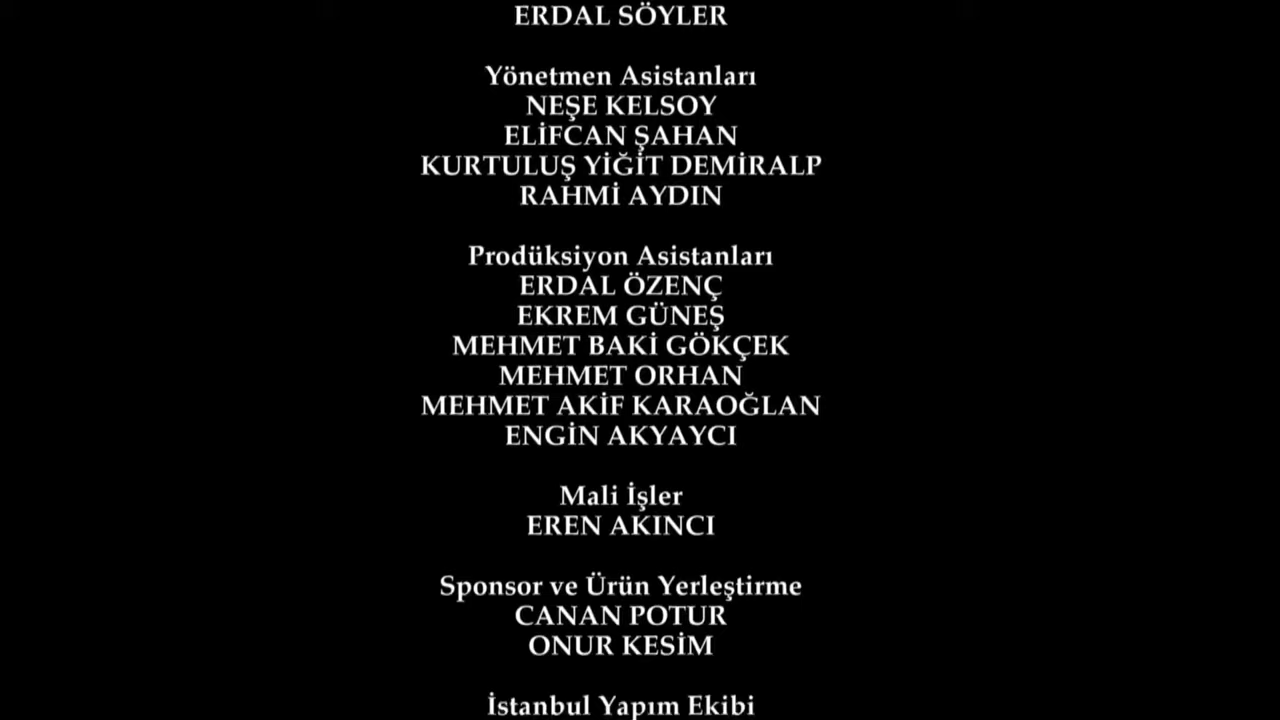 ERDAL SÖYLER
Yönetmen Asistanları
NEŞE KELSOY
ELİFCAN ŞAHAN
KURTULUŞ YİĞİT DEMİRALP
RAHMİ AYDIN
Prodüksiyon Asistanları
ERDAL ÖZENÇ
EKREM GÜNEŞ
MEHMET BAKİ GÖKÇEK
MEHMET ORHAN
MEHMET AKİF KARAOĞLAN
ENGİN AKYAYCI
Mali İşler
EREN AKINCI
Sponsor ve Ürün Yerleştirme
CANAN POTUR
ONUR KESİM
İstanbul Yapım Ekibi